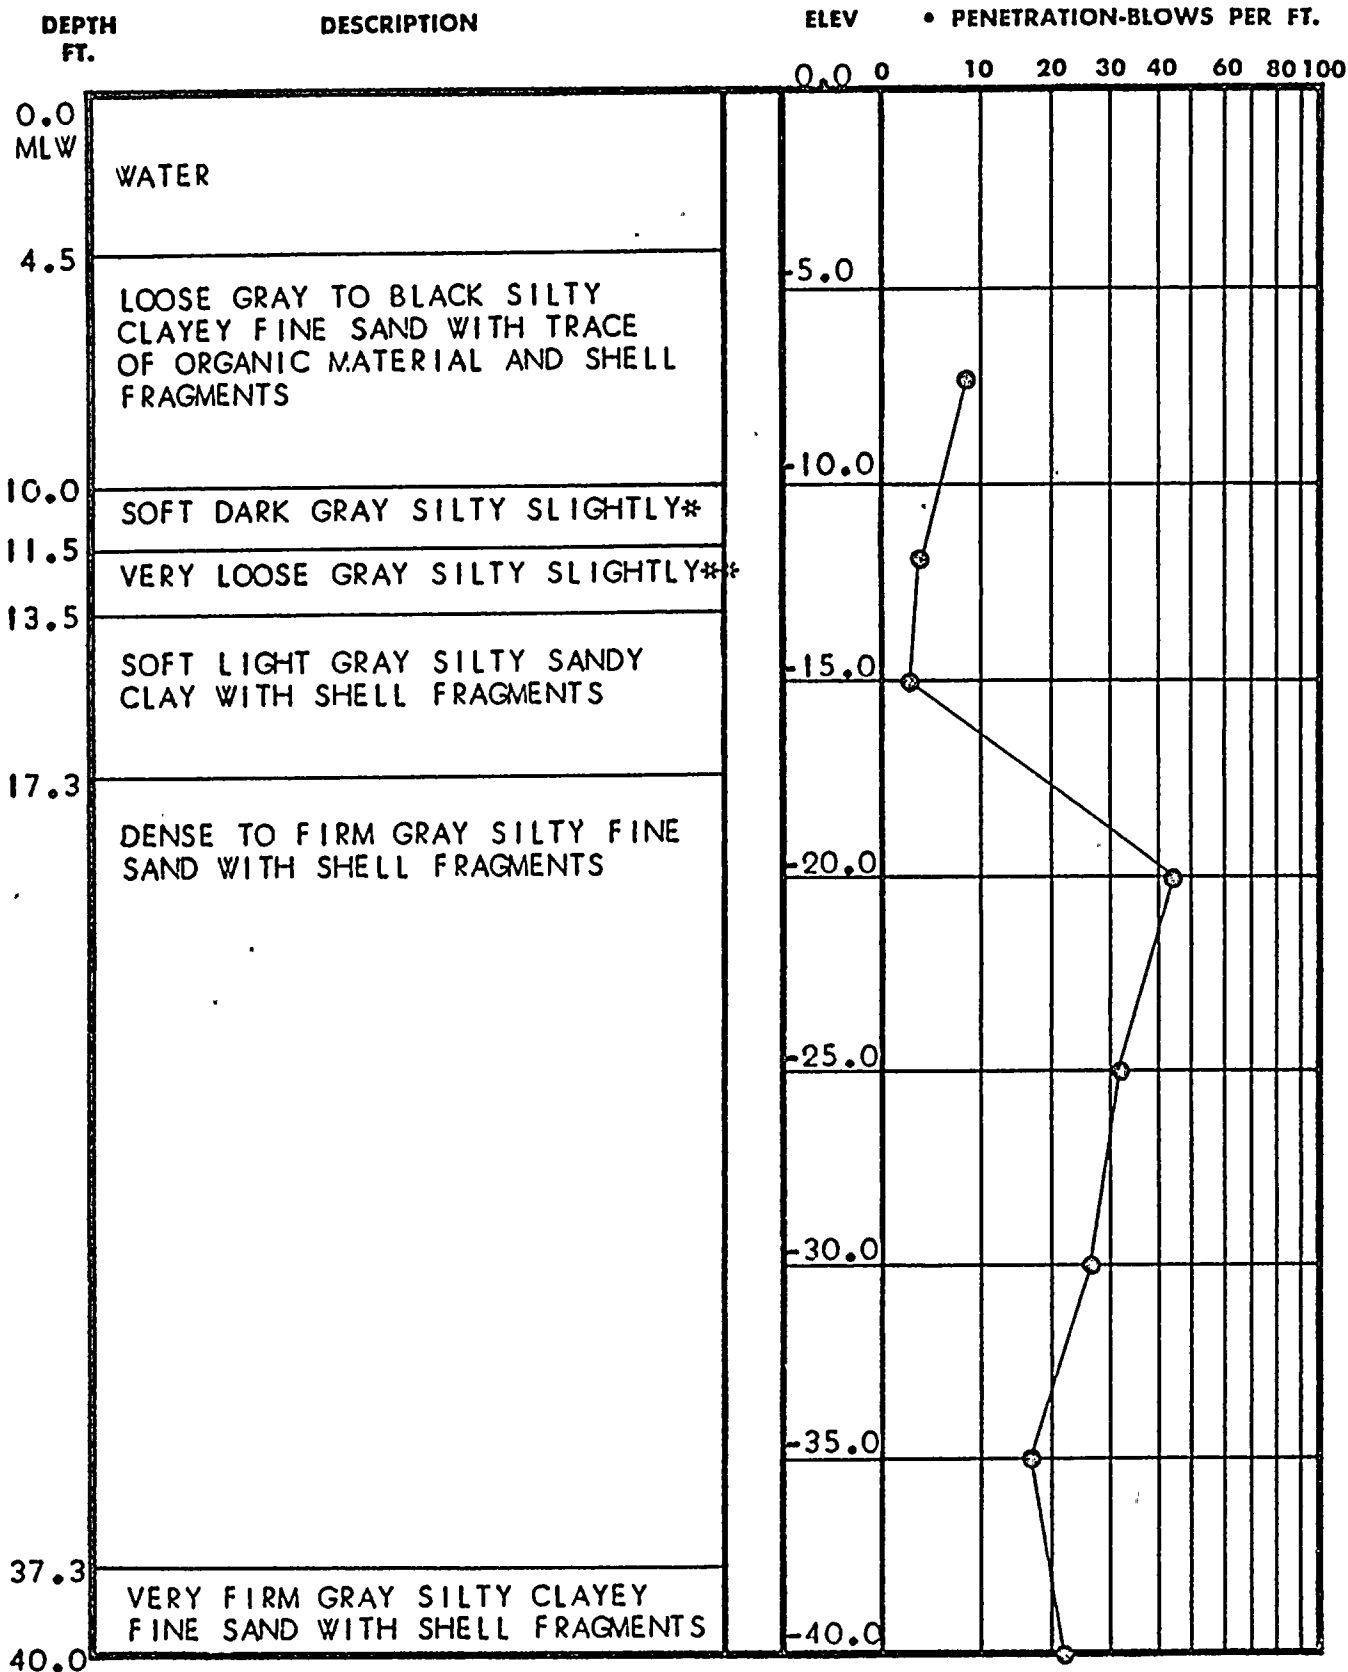 DEPTH FT.
DESCRIPTION
ELEV
• PENETRATION-BLOWS PER FT.
0.0 0 10 20 30 40 60 80 100
0.0
MLW
WATER
4.5
-5.0
LOOSE GRAY TO BLACK SILTY
CLAYEY FINE SAND WITH TRACE
OF ORGANIC MATERIAL AND SHELL
FRAGMENTS
-10.0
10.0
SOFT DARK GRAY SILTY SLIGHTLY*
11.5
VERY LOOSE GRAY SILTY SLIGHTLY**
13.5
SOFT LIGHT GRAY SILTY SANDY
CLAY WITH SHELL FRAGMENTS
-15.0
17.3
DENSE TO FIRM GRAY SILTY FINE
SAND WITH SHELL FRAGMENTS
-20.0
-25.0
-30.0
-35.0
37.3
VERY FIRM GRAY SILTY CLAYEY
FINE SAND WITH SHELL FRAGMENTS
-40.0
40.0